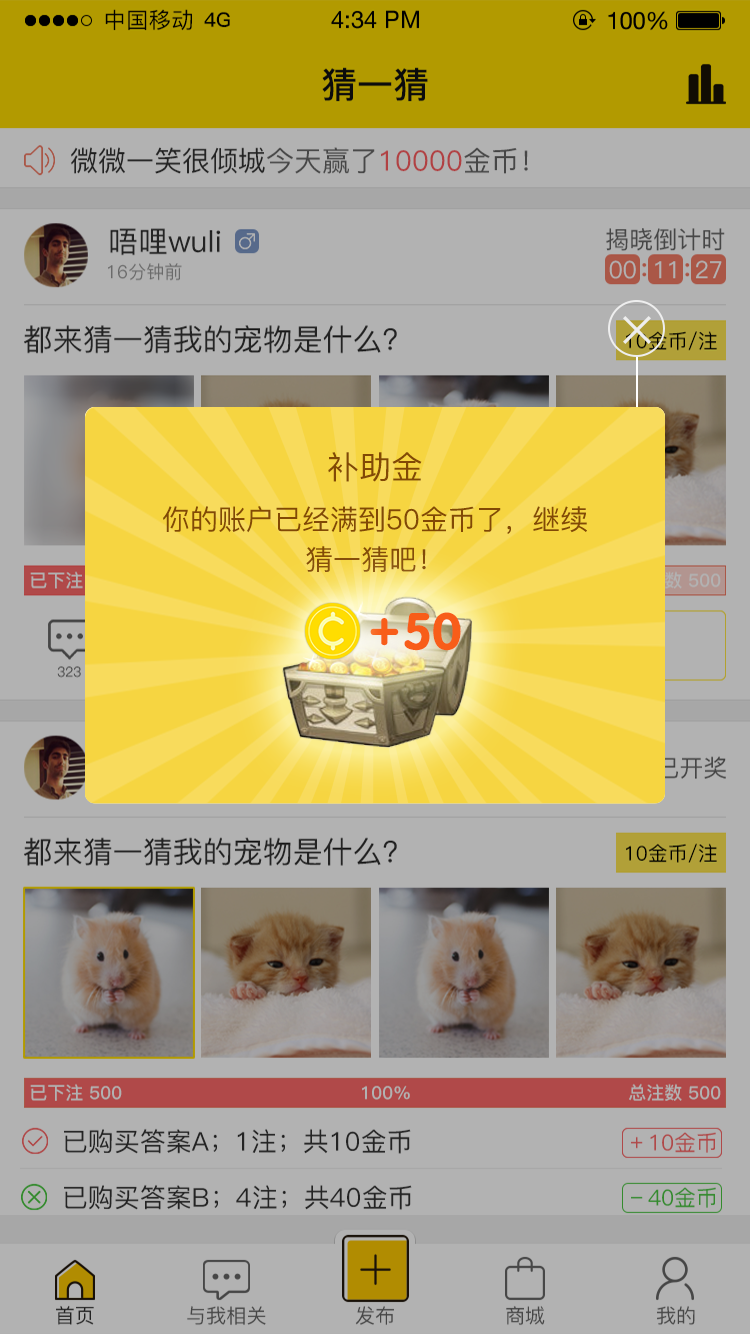 中国移动 4G 4:34 PM 100%
猜一猜
微微一笑很倾城今天赢了10000金币！
唔哩wuli
揭晓倒计时
16分钟前
00:11:27
都来猜一猜我的宠物是什么？
10金币/注
补助金
你的账户已经满到50金币了，继续
猜一猜吧！
已下注
数 500
+50
323
已开奖
都来猜一猜我的宠物是什么？
10金币/注
已下注 500 100% 总注数 500
已购买答案A；1注；共10金币 +10金币
已购买答案B；4注；共40金币 -40金币
首页 与我相关 发布 商城 我的